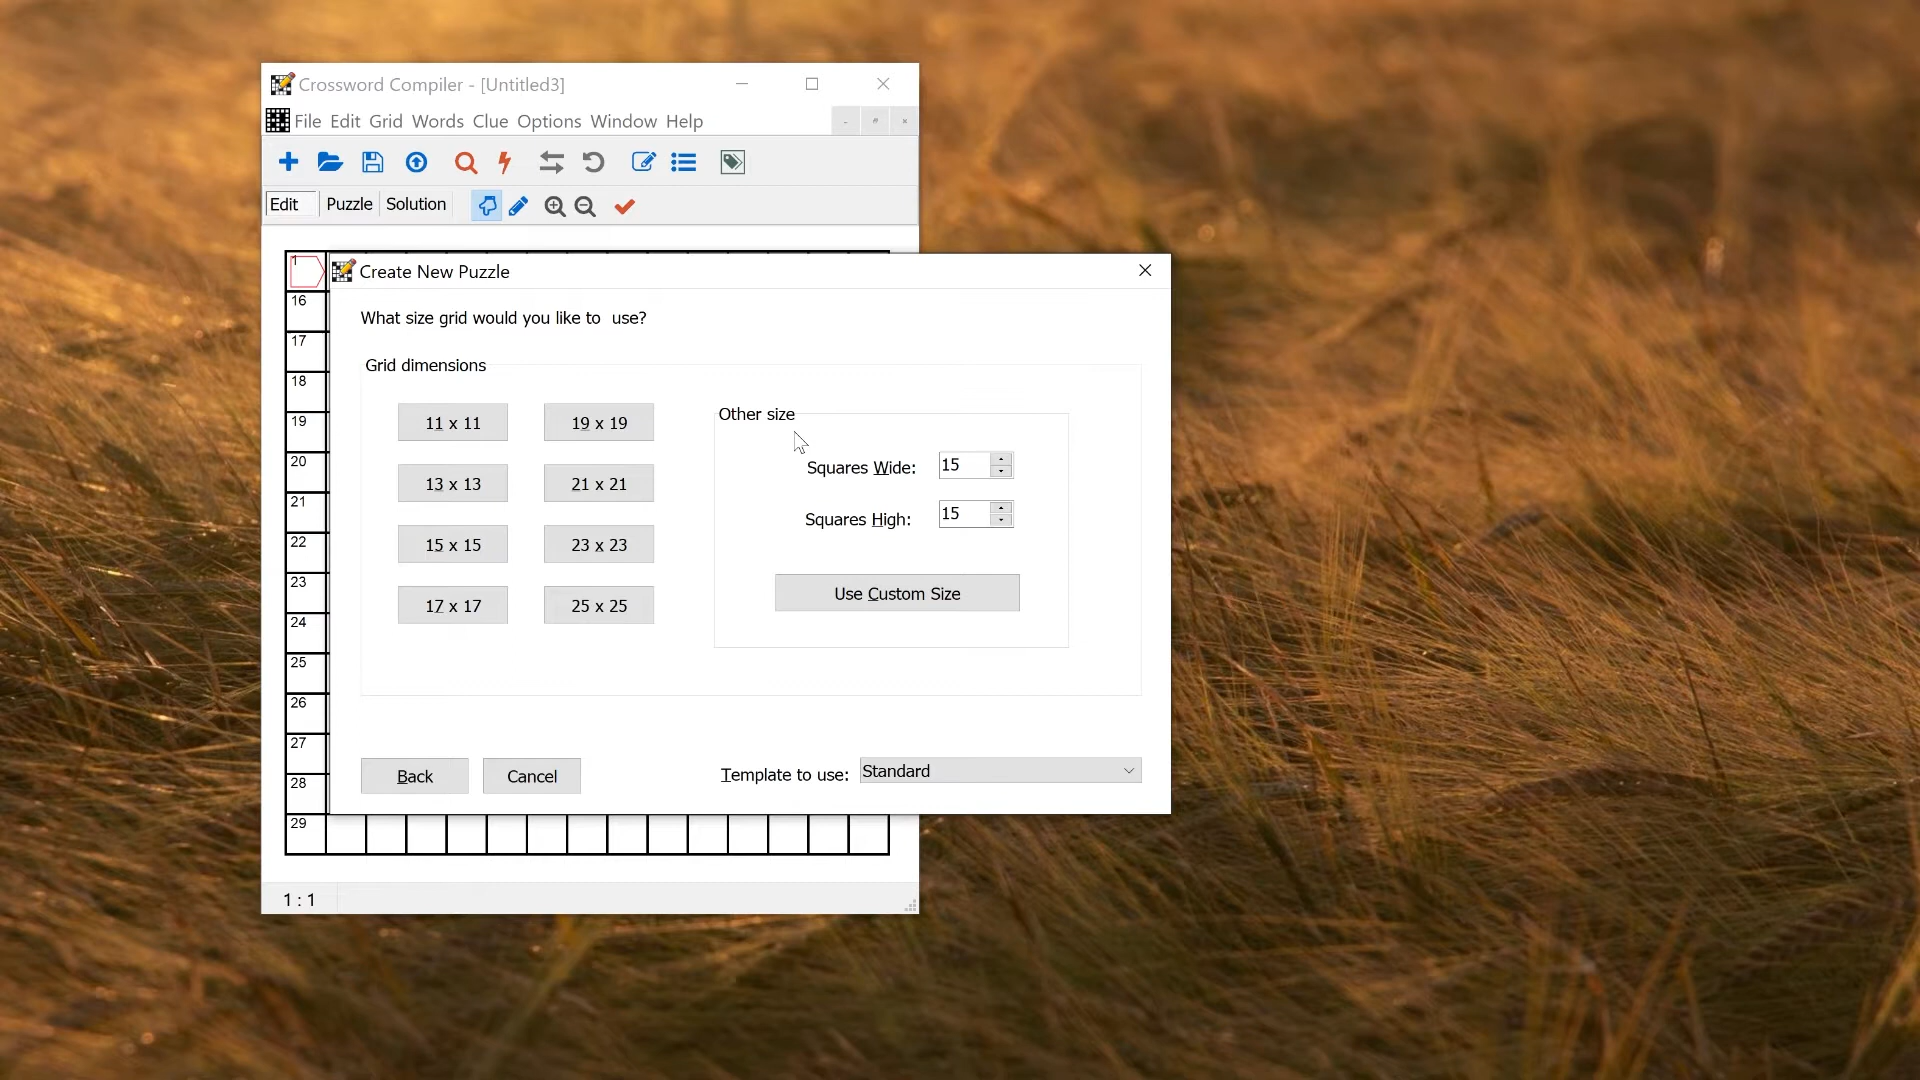 Crossword Compiler - [Untitled3]
File Edit Grid Words Clue Options Window Help
Edit Puzzle Solution
1
Create New Puzzle
16
What size grid would you like to use?
17
Grid dimensions
18
11 x 11 19 x 19 Other size
19
Squares Wide: 15
20
13 x 13 21 x 21
21
Squares High: 15
22
15 x 15 23 x 23
23
Use Custom Size
17 x 17 25 x 25
24
25
26
27
Back Cancel Template to use: Standard
28
29
1 : 1